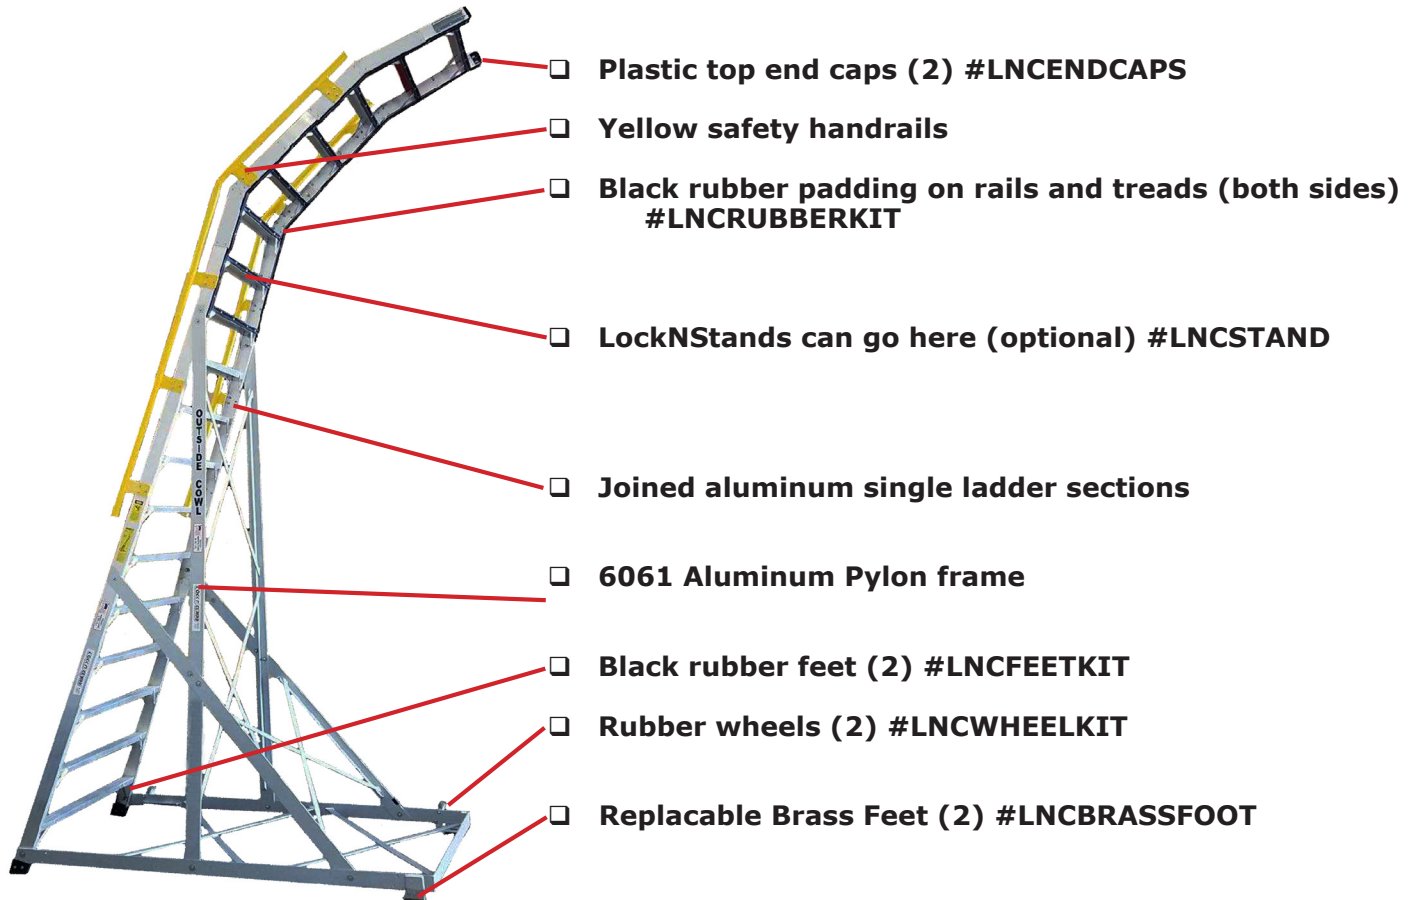 ❑ Plastic top end caps (2) #LNCENDCAPS
❑ Yellow safety handrails
❑ Black rubber padding on rails and treads (both sides)
#LNCRUBBERKIT
❑ LockNStands can go here (optional) #LNCSTAND
OUTSIDE COWL
❑ Joined aluminum single ladder sections
❑ 6061 Aluminum Pylon frame
❑ Black rubber feet (2) #LNCFEETKIT
❑ Rubber wheels (2) #LNCWHEELKIT
❑ Replacable Brass Feet (2) #LNCBRASSFOOT